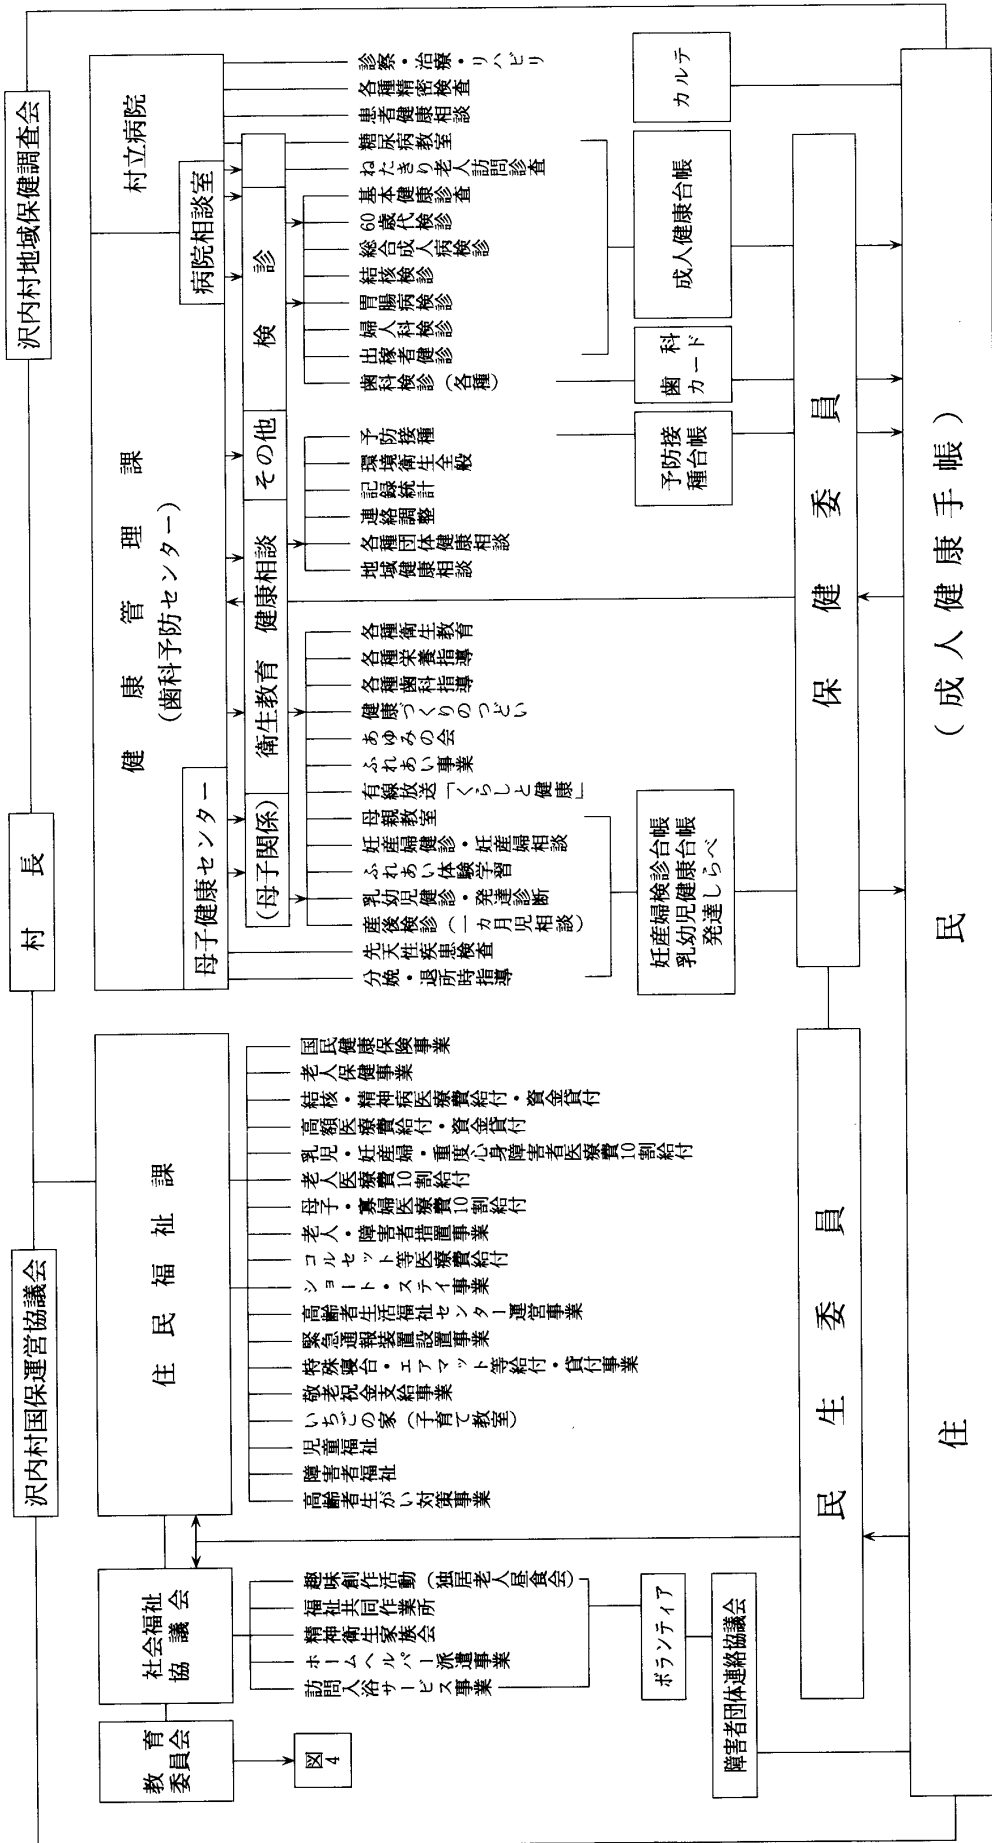 沢内村国保運営協議会
村長
沢内村地域保健調査会
教育委員会
図4
社会福祉協議会
訪問入浴サービス事業
ホームヘルパー派遣事業
精神衛生家族会
福祉共同作業所
趣味創作活動(独居老人昼食会)
ボランティア
障害者団体連絡協議会
住民福祉課
高齢者生がい対策事業
障害者福祉
児童福祉
いちごの家(子育て教室)
敬老祝金支給事業
特殊寝台・エアマット等給付・貸付事業
緊急通報装置設置事業
高齢者生活福祉センター運営事業
ショート・ステイ事業
コルセット等医療費給付
老人・障害者措置事業
母子・寡婦医療費10割給付
老人医療費10割給付
乳児・妊産婦・重度心身障害者医療費10割給付
高額医療費給付・資金貸付
結核・精神病医療費給付・資金貸付
老人保健事業
国民健康保険事業
健康管理課
(歯科予防センター)
母子健康センター
病院相談室
村立病院
(母子関係)
衛生教育
健康相談
その他
検診
分娩・退所時指導
先天性疾患検査
産後検診(一カ月児相談)
乳幼児健診・発達診断
ふれあい体験学習
妊産婦健診・妊産婦相談
母親教室
有線放送「くらしと健康」
ふれあい事業
あゆみの会
健康づくりのつどい
各種歯科指導
各種栄養指導
各種衛生教育
地域健康相談
各種団体健康相談
連絡調整
記録統計
環境衛生全般
予防接種
歯科検診(各種)
出稼者健診
婦人科検診
胃腸病検診
結核検診
総合成人病検診
60歳代検診
基本健康診査
ねたきり老人訪問診査
糖尿病教室
患者健康相談
各種精密検査
診察・治療・リハビリ
妊産婦検診台帳
乳幼児健康台帳
発達しらべ
予防接種台帳
歯科カード
成人健康台帳
カルテ
民生委員
保健委員
住民(成人健康手帳)